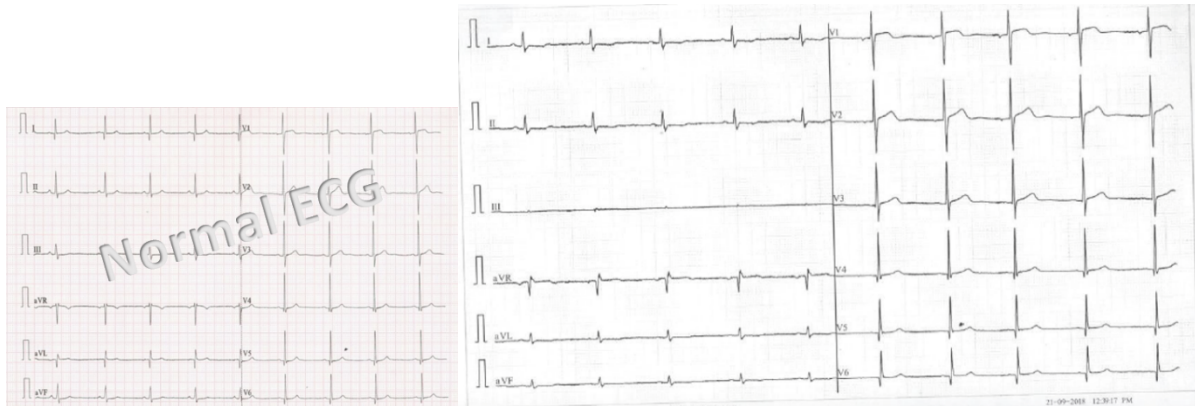 I
V1
II
V2
III
V3
aVR
V4
aVL
V5
aVF
V6
Normal ECG
I
V1
II
V2
III
V3
aVR
V4
aVL
V5
aVF
V6
21-09-2018 12:39:17 PM